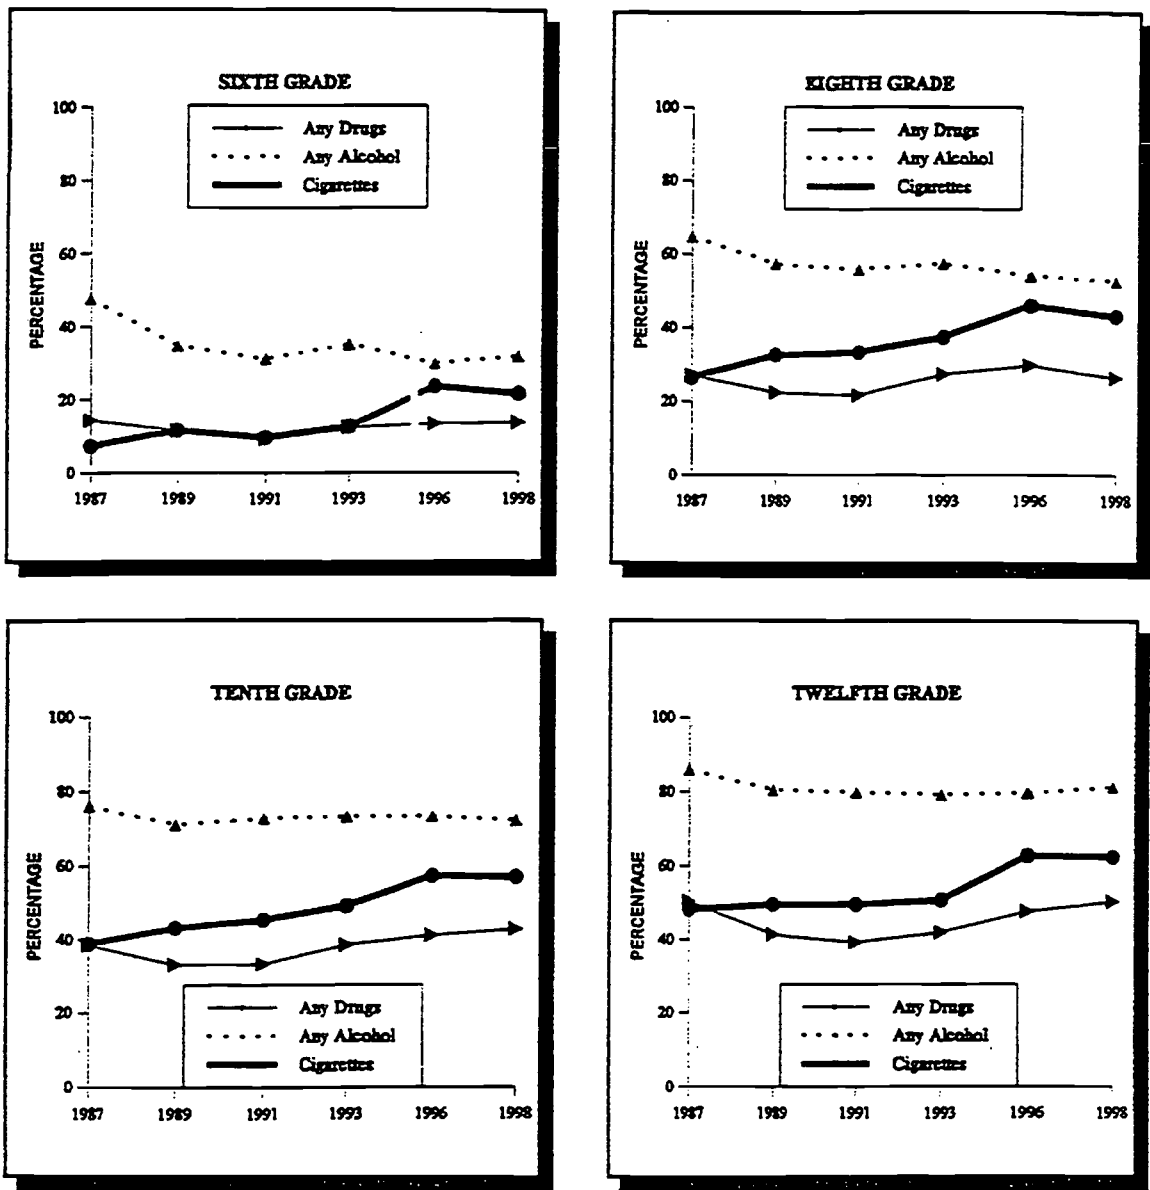 SIXTH GRADE
100
80
60
40
20
0
PERCENTAGE
Any Drugs
Any Alcohol
Cigarettes
1987 1989 1991 1993 1996 1998
EIGHTH GRADE
100
80
60
40
20
0
PERCENTAGE
Any Drugs
Any Alcohol
Cigarettes
1987 1989 1991 1993 1996 1998
TENTH GRADE
100
80
60
40
20
0
PERCENTAGE
Any Drugs
Any Alcohol
Cigarettes
1987 1989 1991 1993 1996 1998
TWELFTH GRADE
100
80
60
40
20
0
PERCENTAGE
Any Drugs
Any Alcohol
Cigarettes
1987 1989 1991 1993 1996 1998